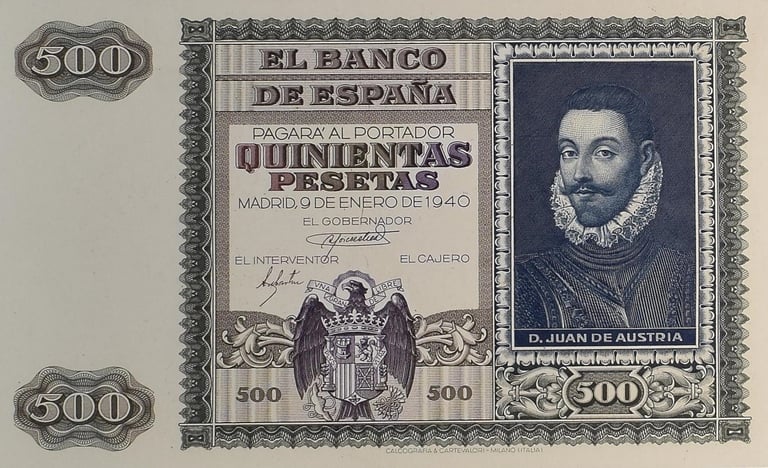 500
500
EL BANCO
DE ESPAÑA
PAGARA' AL PORTADOR
QUINIENTAS
PESETAS
MADRID, 9 DE ENERO DE 1940
EL GOBERNADOR
EL INTERVENTOR EL CAJERO
UNA GRANDE LIBRE
500 500
D. JUAN DE AUSTRIA
500
CALCOGRAFIA & CARTEVALORI - MILANO (ITALIA)